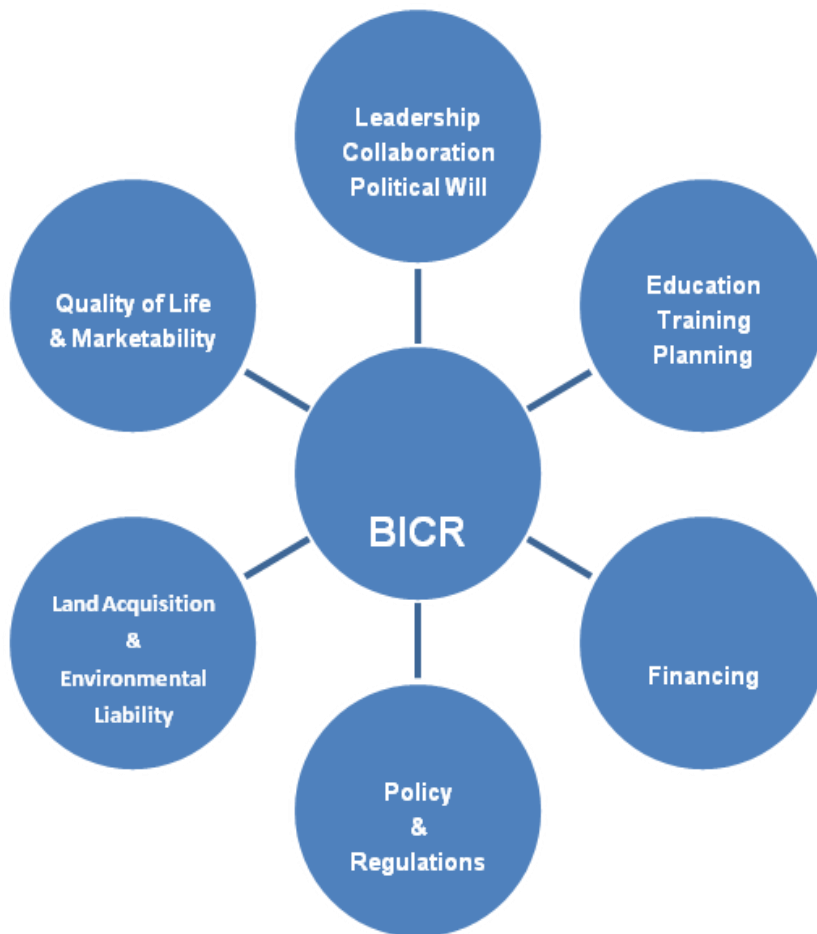 Leadership
Collaboration
Political Will
Quality of Life
& Marketability
Education
Training
Planning
BICR
Land Acquisition
&
Environmental
Liability
Financing
Policy
&
Regulations